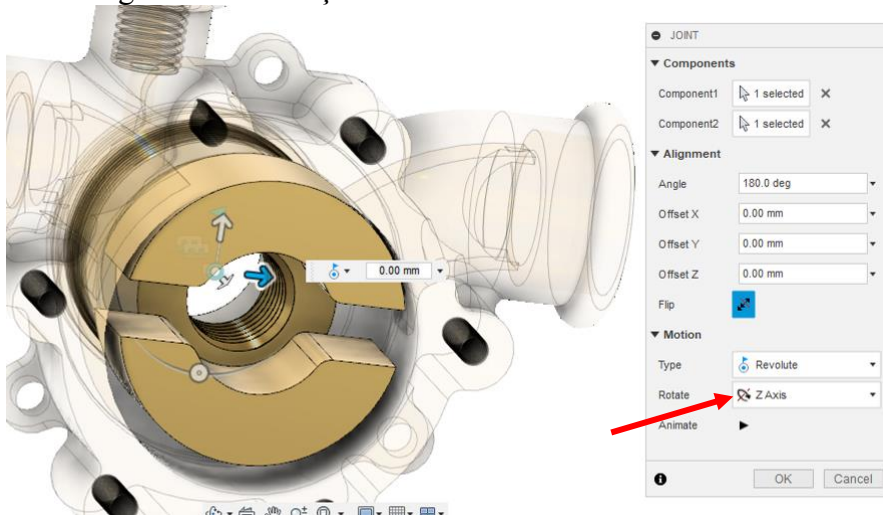 JOINT
Components
Component1 1 selected
Component2 1 selected
Alignment
Angle 180.0 deg
Offset X 0.00 mm
Offset Y 0.00 mm
Offset Z 0.00 mm
Flip
0.00 mm
Motion
Type Revolute
Rotate Z Axis
Animate
OK Cancel